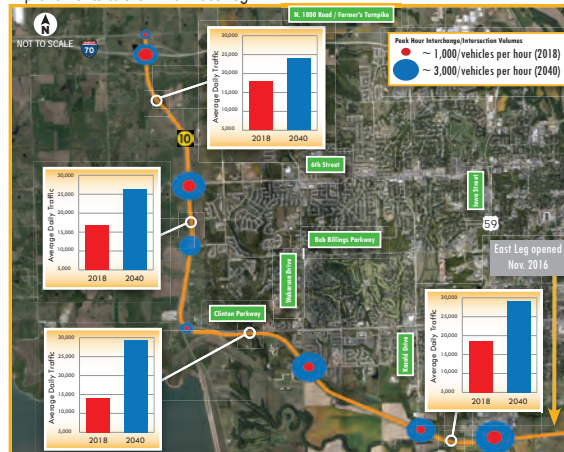 N. 1800 Road / Farmer's Turnpike
N
NOT TO SCALE
70
Peak Hour Interchange/Intersection Volumes
~ 1,000/vehicles per hour (2018)
~ 3,000/vehicles per hour (2040)
Average Daily Traffic
30,000
25,000
20,000
15,000
10,000
5,000
2018
2040
10
6th Street
Iowa Street
59
Average Daily Traffic
30,000
25,000
20,000
15,000
10,000
5,000
2018
2040
Wakarusa Drive
Bob Billings Parkway
East Leg opened
Nov. 2016
Clinton Parkway
Kasold Drive
Average Daily Traffic
30,000
25,000
20,000
15,000
10,000
5,000
2018
2040
Average Daily Traffic
30,000
25,000
20,000
15,000
10,000
5,000
2018
2040